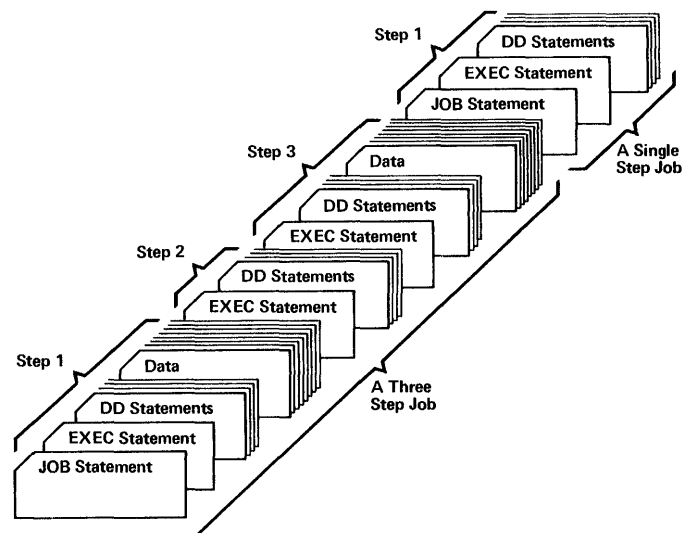 Step 1
DD Statements
EXEC Statement
JOB Statement
A Single
Step Job
Step 3
Data
DD Statements
EXEC Statement
Step 2
DD Statements
EXEC Statement
Step 1
Data
DD Statements
EXEC Statement
JOB Statement
A Three
Step Job